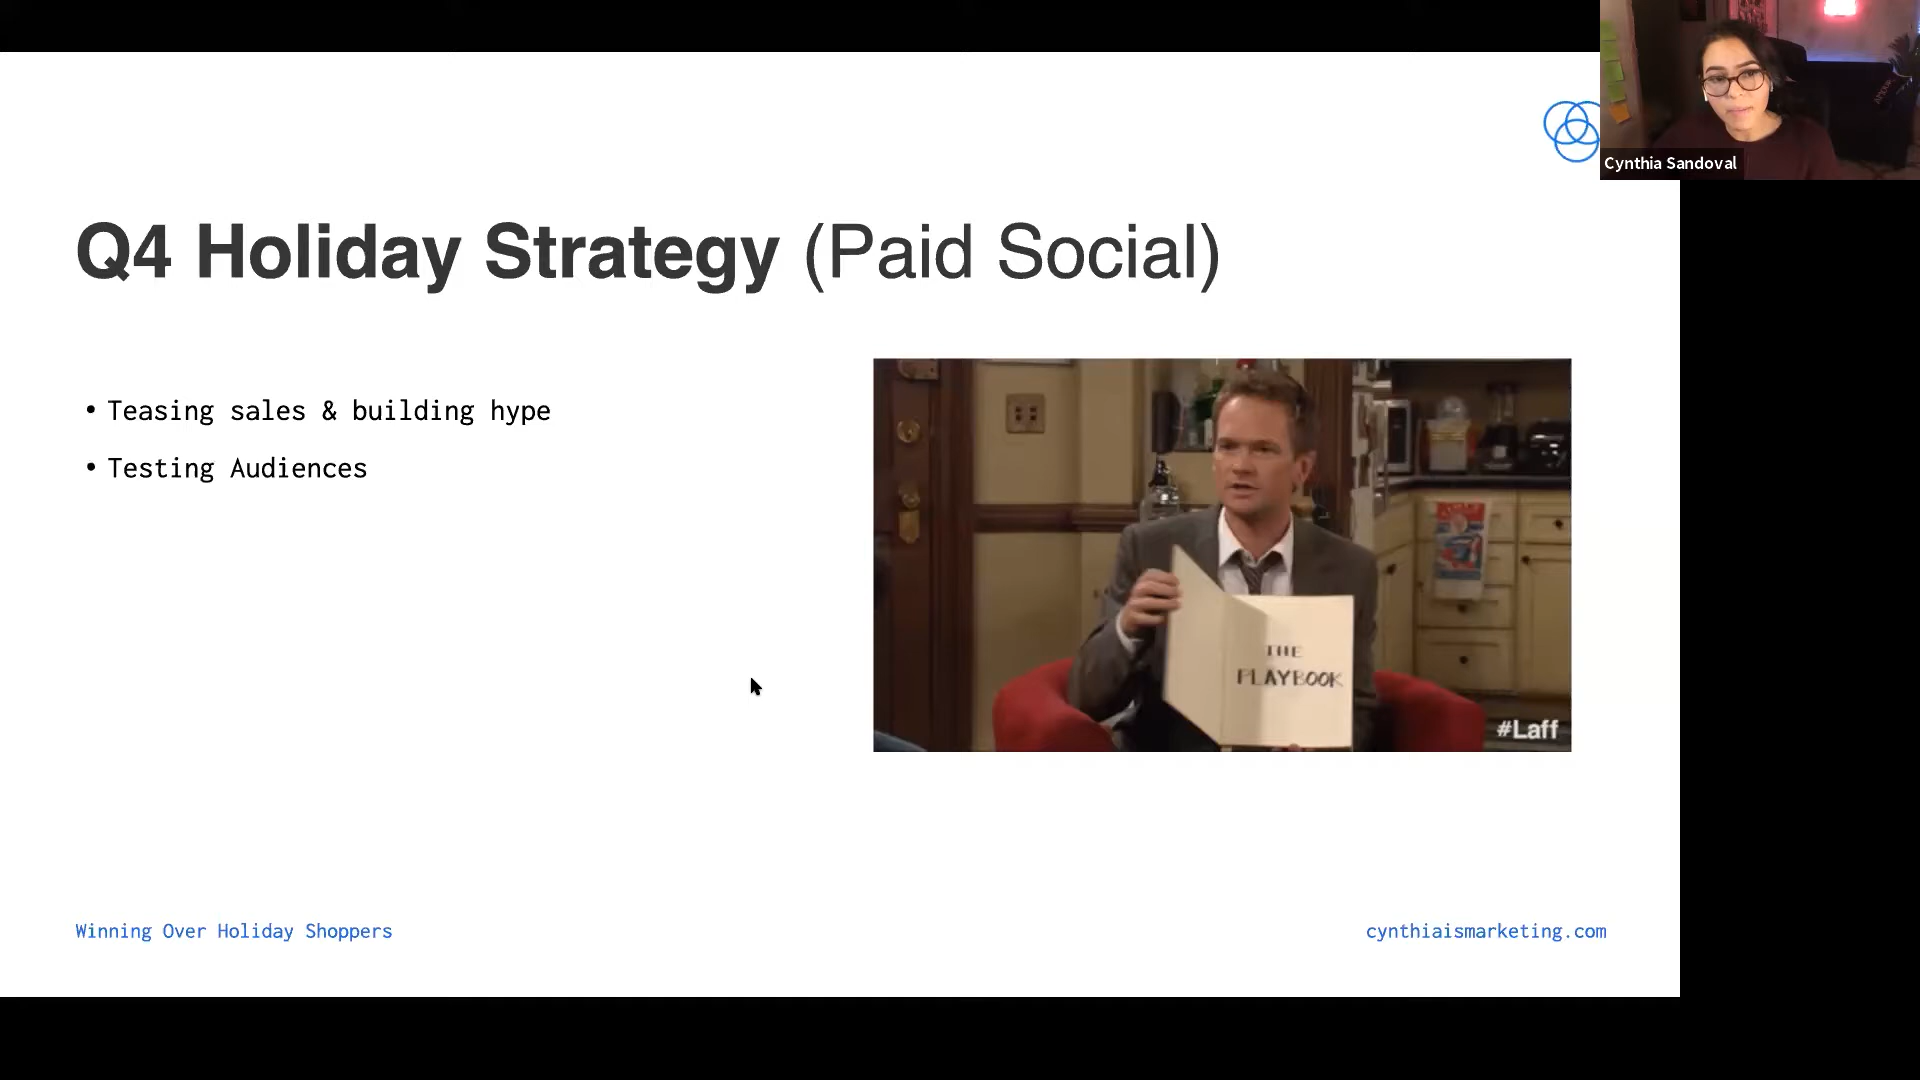 Cynthia Sandoval
Q4 Holiday Strategy (Paid Social)
• Teasing sales & building hype
• Testing Audiences
THE
PLAYBOOK
#Laff
Winning Over Holiday Shoppers
cynthiaismarketing.com